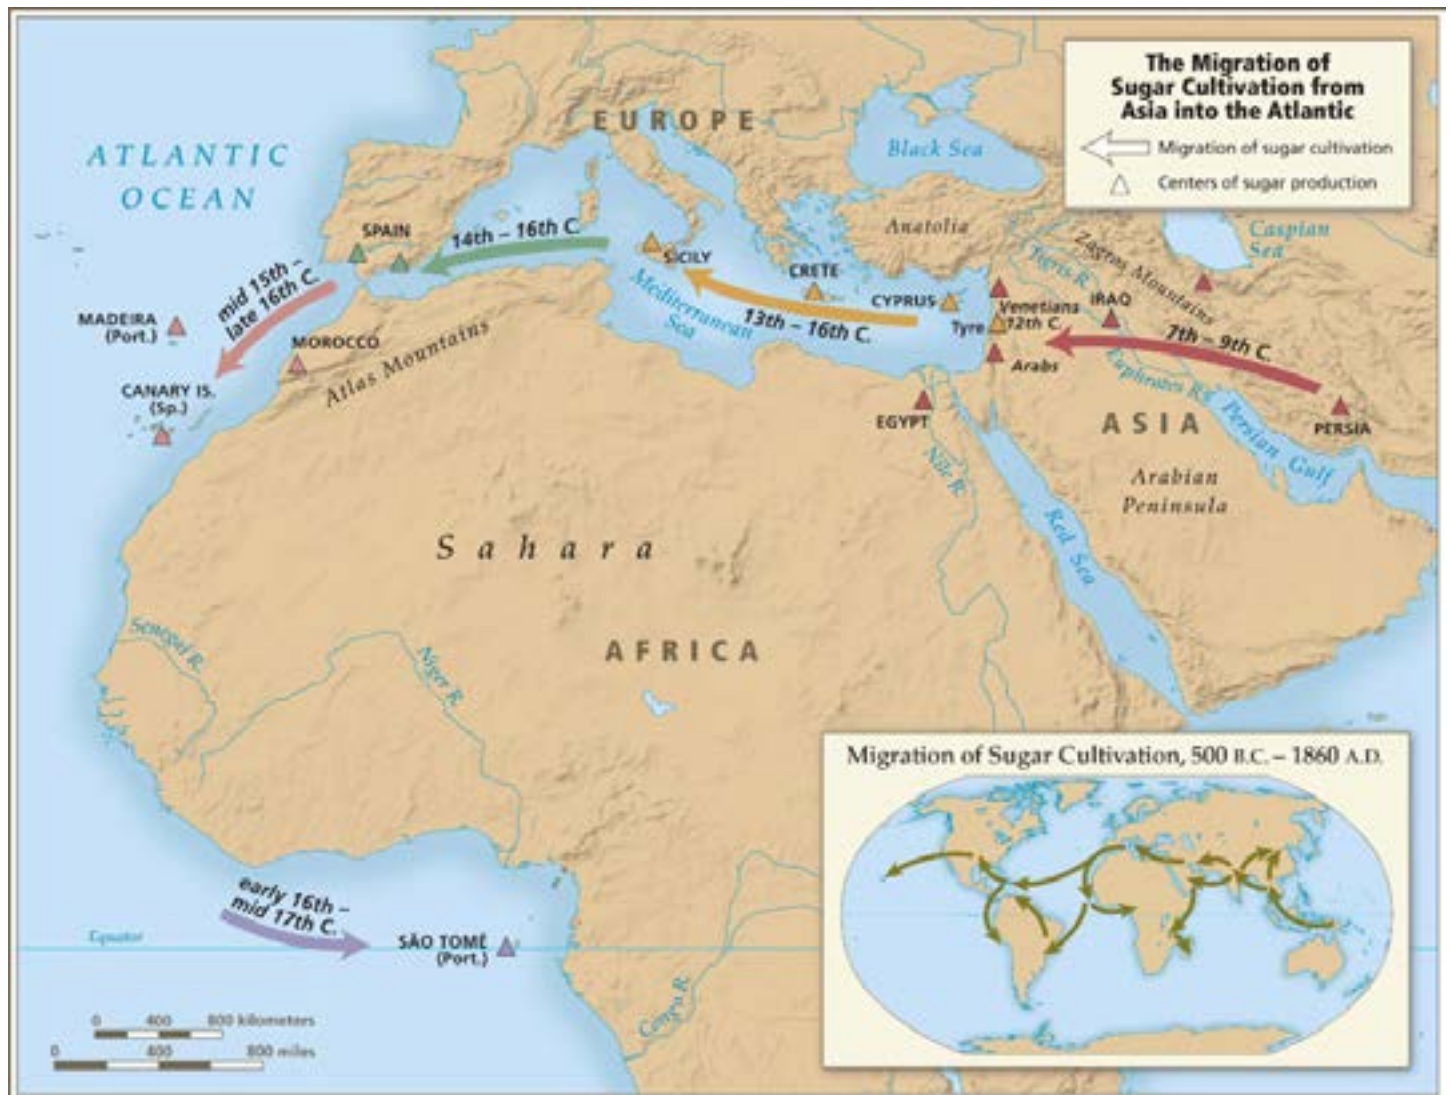 The Migration of
Sugar Cultivation from
Asia into the Atlantic
Migration of sugar cultivation
Centers of sugar production
EUROPE
ATLANTIC
OCEAN
Black Sea
Caspian
Sea
Anatolia
SPAIN
14th – 16th C.
SICILY
CRETE
CYPRUS
Tigris R.
Zagros Mountains
IRAQ
Venetians
12th C.
Tyre
Arabs
7th – 9th C.
Mediterranean
Sea
13th – 16th C.
mid 15th –
late 16th C.
MADEIRA
(Port.)
MOROCCO
Atlas Mountains
CANARY IS.
(Sp.)
EGYPT
Nile R.
Euphrates R.
ASIA
Persian Gulf
PERSIA
Arabian
Peninsula
Red Sea
Sahara
AFRICA
Senegal R.
Niger R.
early 16th –
mid 17th C.
Equator
SÃO TOMÉ
(Port.)
Congo R.
0 400 800 kilometers
0 400 800 miles
Migration of Sugar Cultivation, 500 B.C. – 1860 A.D.